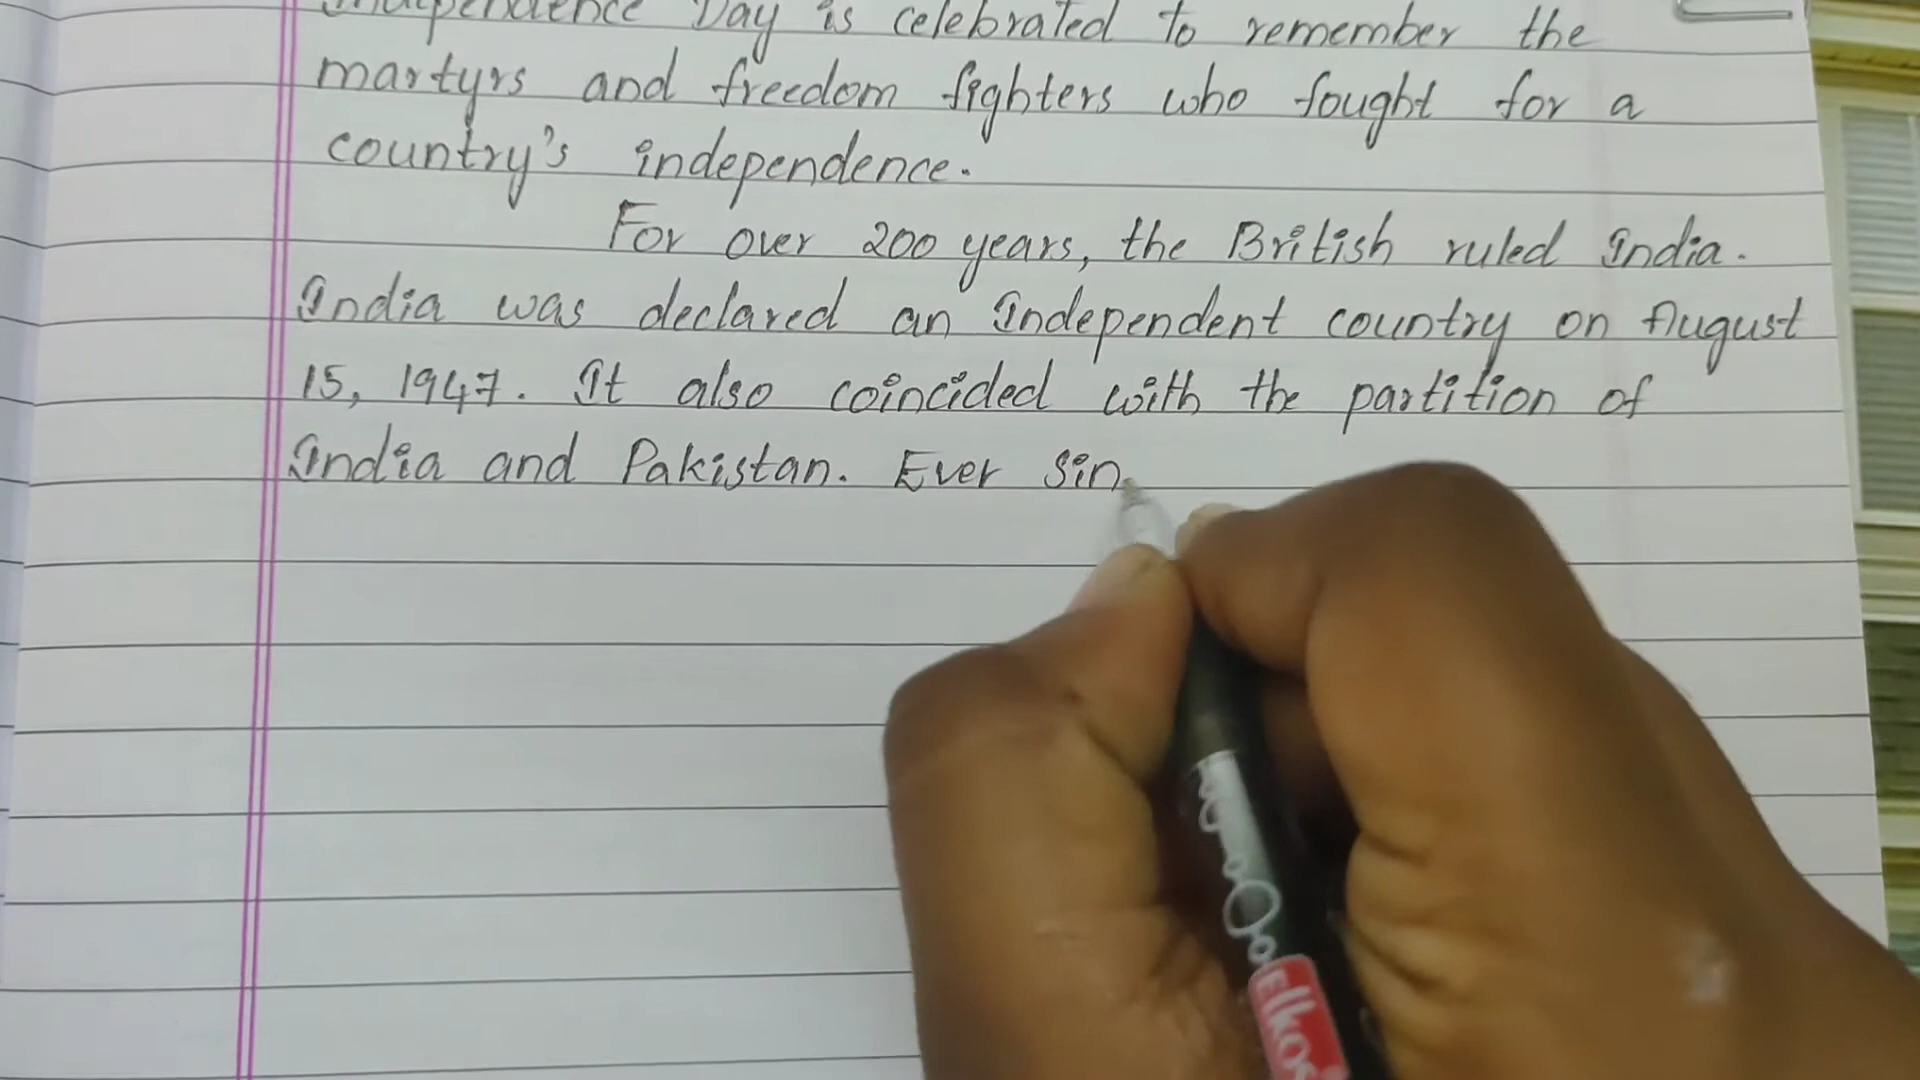 Independence Day is celebrated to remember the
martyrs and freedom fighters who fought for a
country's independence.
For over 200 years, the British ruled India.
India was declared an Independent country on August
15, 1947. It also coincided with the partition of
India and Pakistan. Ever sin
Elkos